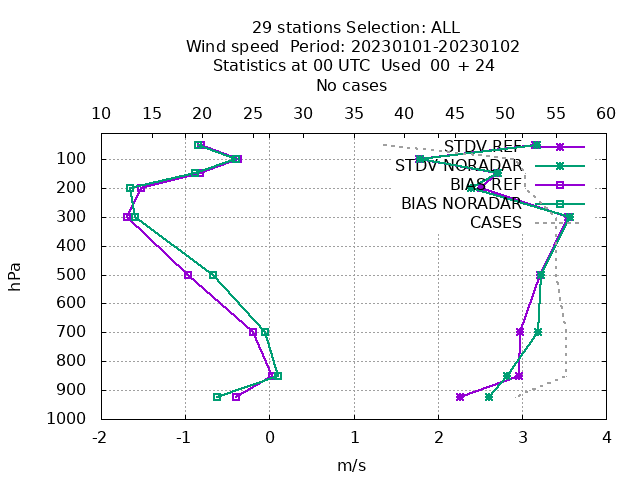 29 stations Selection: ALL
Wind speed  Period: 20230101-20230102
Statistics at 00 UTC  Used  00 + 24
No cases
10 15 20 25 30 35 40 45 50 55 60
STDV REF
100
STDV NORADAR
200
BIAS REF
BIAS NORADAR
300
CASES
400
500
600
700
800
900
1000
hPa
-2 -1 0 1 2 3 4
m/s